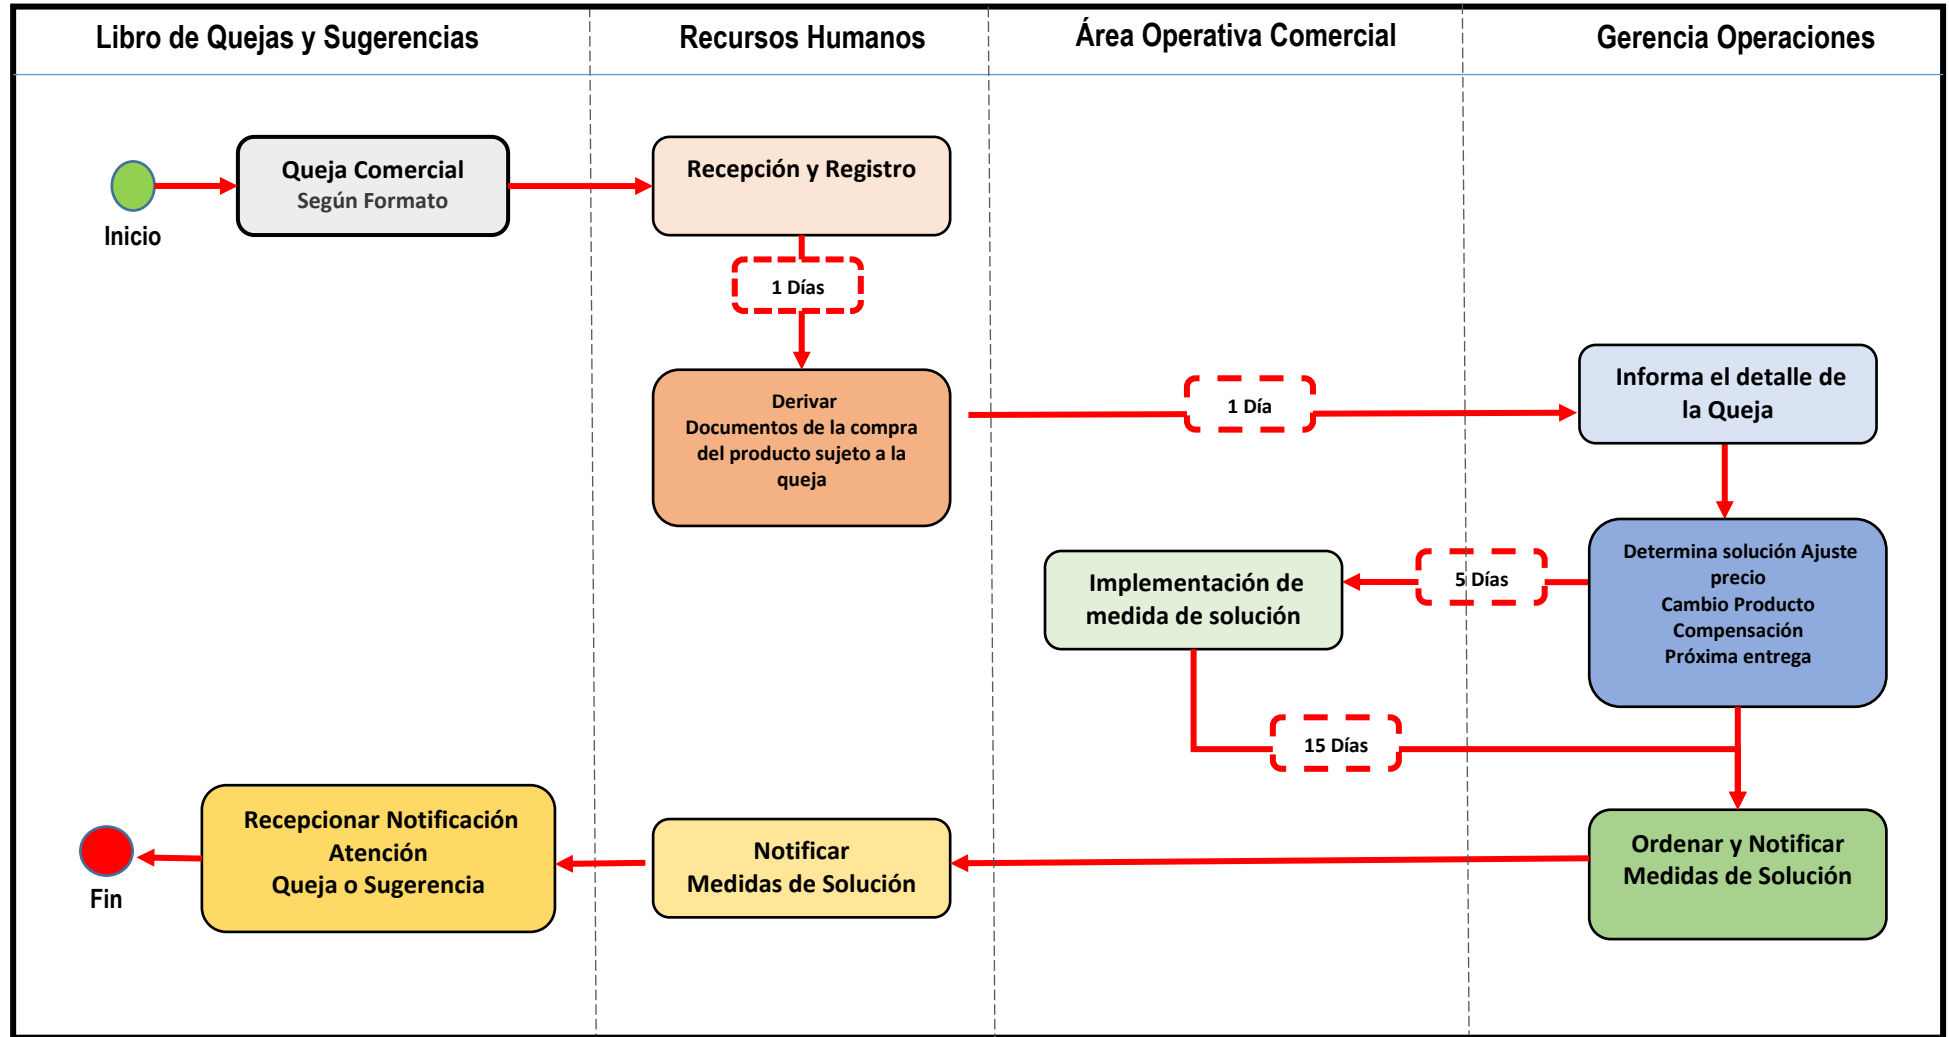 Libro de Quejas y Sugerencias
Recursos Humanos
Área Operativa Comercial
Gerencia Operaciones
Inicio
Queja Comercial
Según Formato
Recepción y Registro
1 Días
Derivar
Documentos de la compra
del producto sujeto a la
queja
1 Día
Informa el detalle de
la Queja
Determina solución Ajuste
precio
Cambio Producto
Compensación
Próxima entrega
5 Días
Implementación de
medida de solución
15 Días
Ordenar y Notificar
Medidas de Solución
Notificar
Medidas de Solución
Recepcionar Notificación
Atención
Queja o Sugerencia
Fin